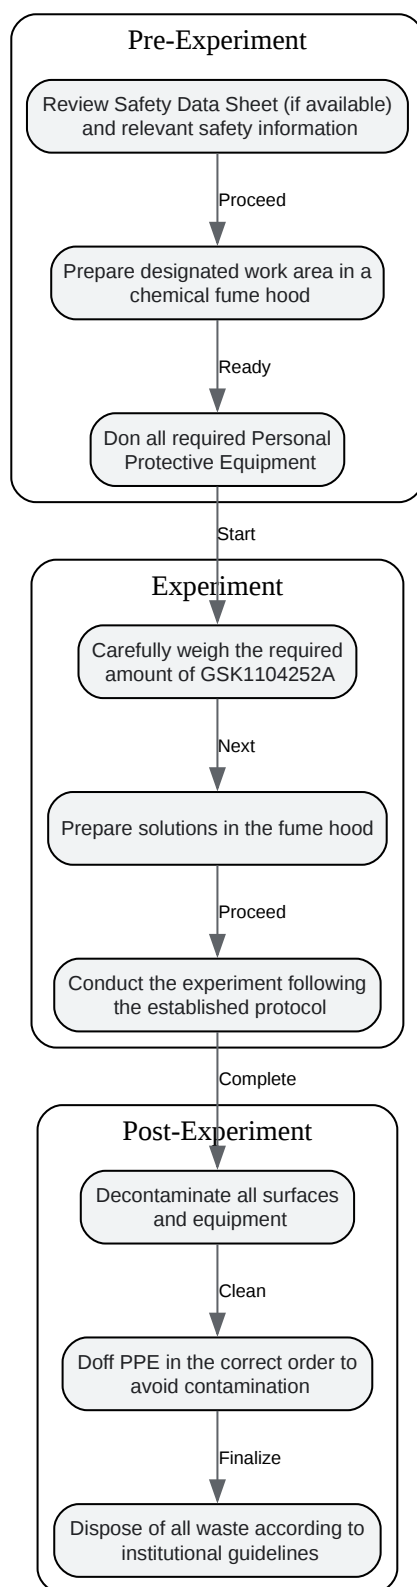 Pre-Experiment
Review Safety Data Sheet (if available)
and relevant safety information
Proceed
Prepare designated work area in a
chemical fume hood
Ready
Don all required Personal
Protective Equipment
Start
Experiment
Carefully weigh the required
amount of GSK1104252A
Next
Prepare solutions in the fume hood
Proceed
Conduct the experiment following
the established protocol
Complete
Post-Experiment
Decontaminate all surfaces
and equipment
Clean
Doff PPE in the correct order to
avoid contamination
Finalize
Dispose of all waste according to
institutional guidelines